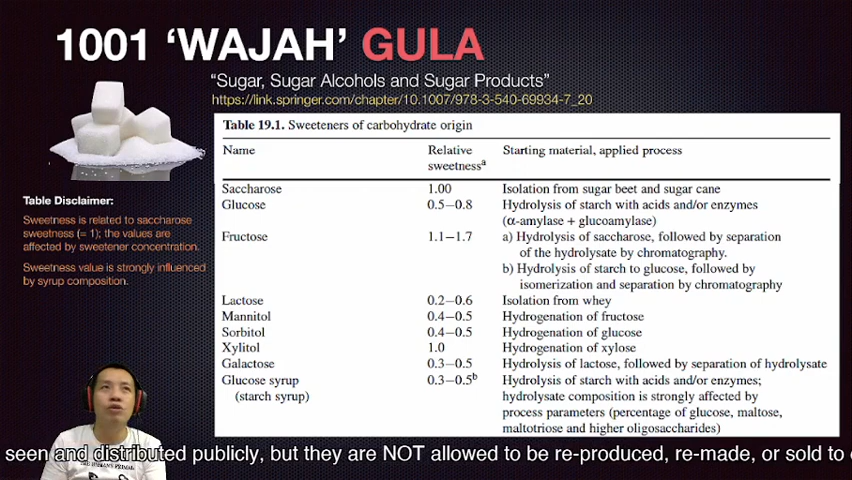 1001 ‘WAJAH’ GULA
“Sugar, Sugar Alcohols and Sugar Products”
https://link.springer.com/chapter/10.1007/978-3-540-69934-7_20
Table 19.1. Sweeteners of carbohydrate origin
Name Relative sweetnessᵃ Starting material, applied process
Saccharose 1.00 Isolation from sugar beet and sugar cane
Glucose 0.5–0.8 Hydrolysis of starch with acids and/or enzymes
(α-amylase + glucoamylase)
Fructose 1.1–1.7 a) Hydrolysis of saccharose, followed by separation
of the hydrolysate by chromatography.
b) Hydrolysis of starch to glucose, followed by
isomerization and separation by chromatography
Lactose 0.2–0.6 Isolation from whey
Mannitol 0.4–0.5 Hydrogenation of fructose
Sorbitol 0.4–0.5 Hydrogenation of glucose
Xylitol 1.0 Hydrogenation of xylose
Galactose 0.3–0.5 Hydrolysis of lactose, followed by separation of hydrolysate
Glucose syrup 0.3–0.5ᵇ Hydrolysis of starch with acids and/or enzymes;
(starch syrup) hydrolysate composition is strongly affected by
process parameters (percentage of glucose, maltose,
maltotriose and higher oligosaccharides)
Table Disclaimer:
Sweetness is related to saccharose
sweetness (= 1); the values are
affected by sweetener concentration.
Sweetness value is strongly influenced
by syrup composition.
seen and distributed publicly, but they are NOT allowed to be re-produced, re-made, or sold to